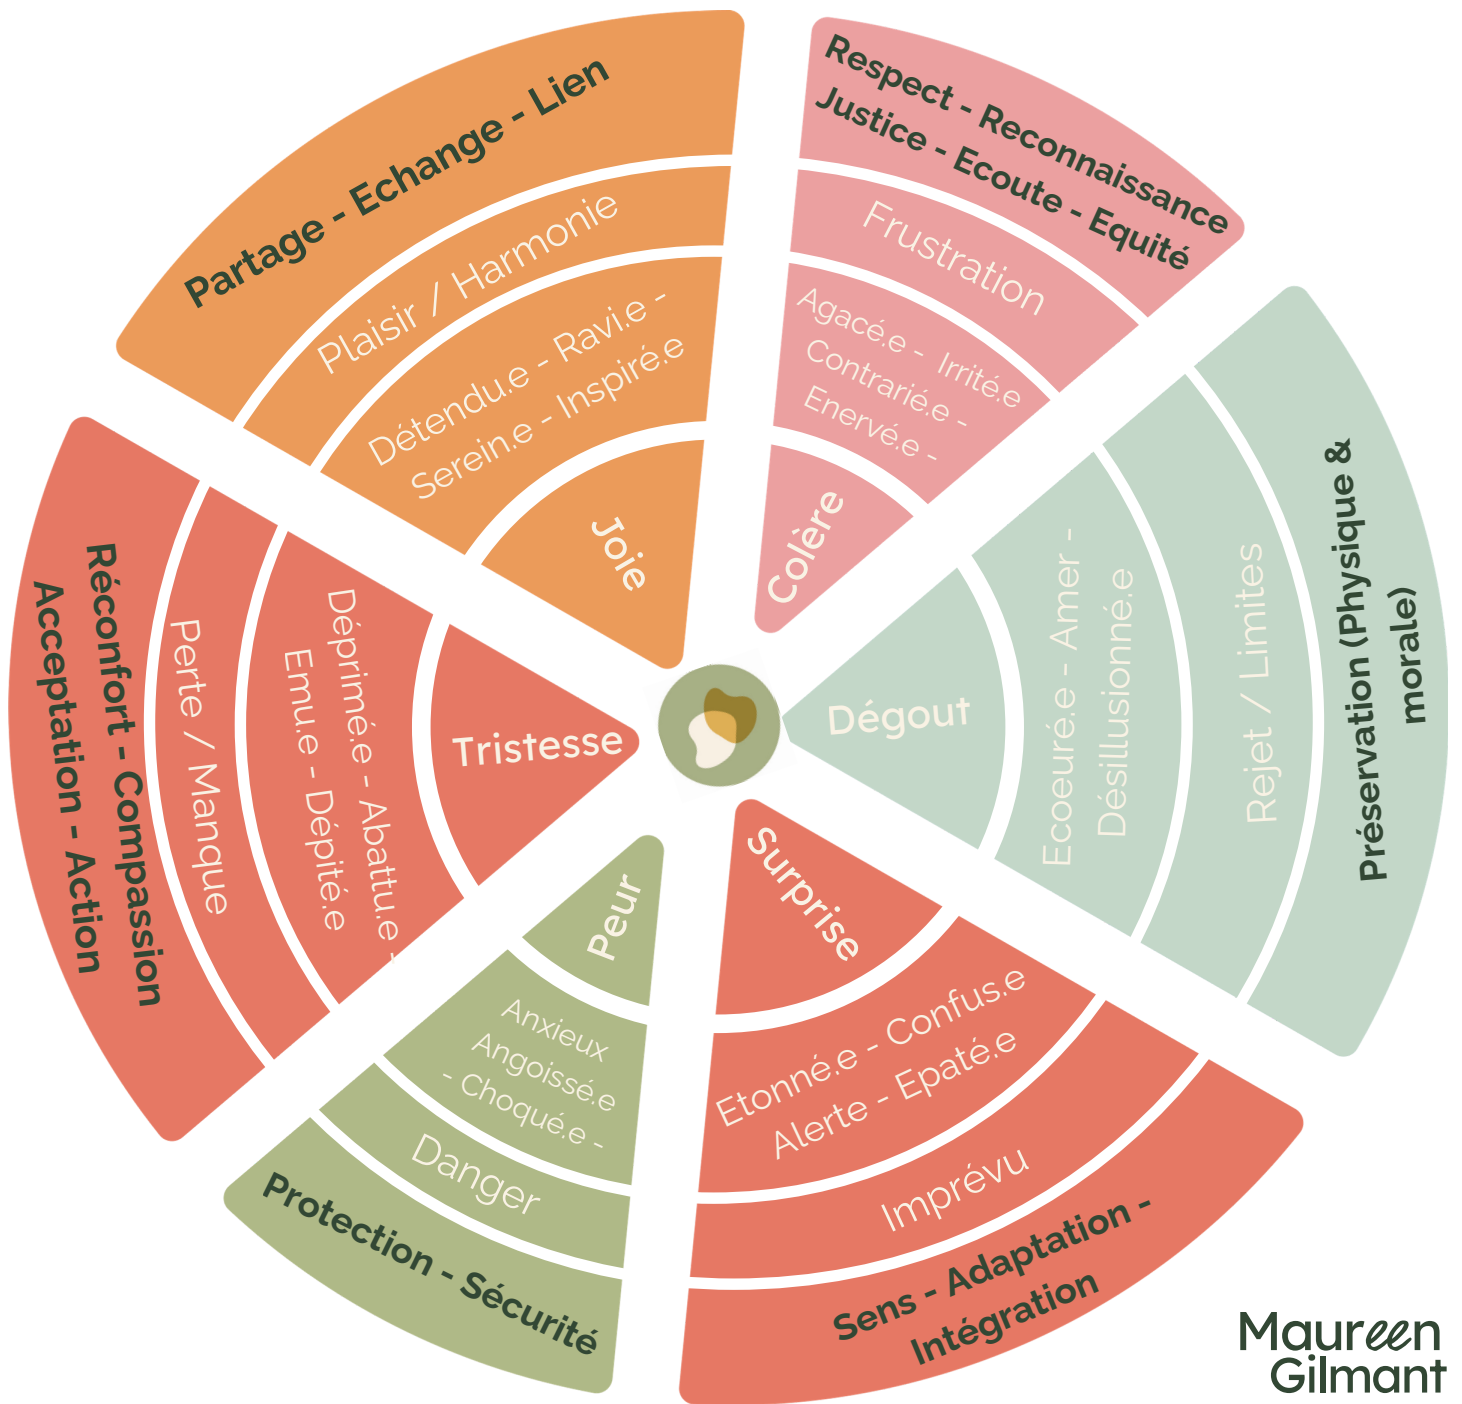 Partage - Echange - Lien
Plaisir / Harmonie
Détendu.e - Ravi.e -
Serein.e - Inspiré.e
Joie
Respect - Reconnaissance
Justice - Ecoute - Equité
Frustration
Agacé.e - Irrité.e
Contrarié.e -
Enervé.e -
Colère
Préservation (Physique &
morale)
Rejet / Limites
Ecoeuré.e - Amer -
Désillusionné.e
Dégout
Surprise
Etonné.e - Confus.e
Alerte - Epaté.e
Imprévu
Sens - Adaptation -
Intégration
Peur
Anxieux
Angoissé.e
- Choqué.e -
Danger
Protection - Sécurité
Tristesse
Déprimé.e - Abattu.e -
Emu.e - Dépité.e
Perte / Manque
Réconfort - Compassion
Acceptation - Action
Maureen
Gilmant